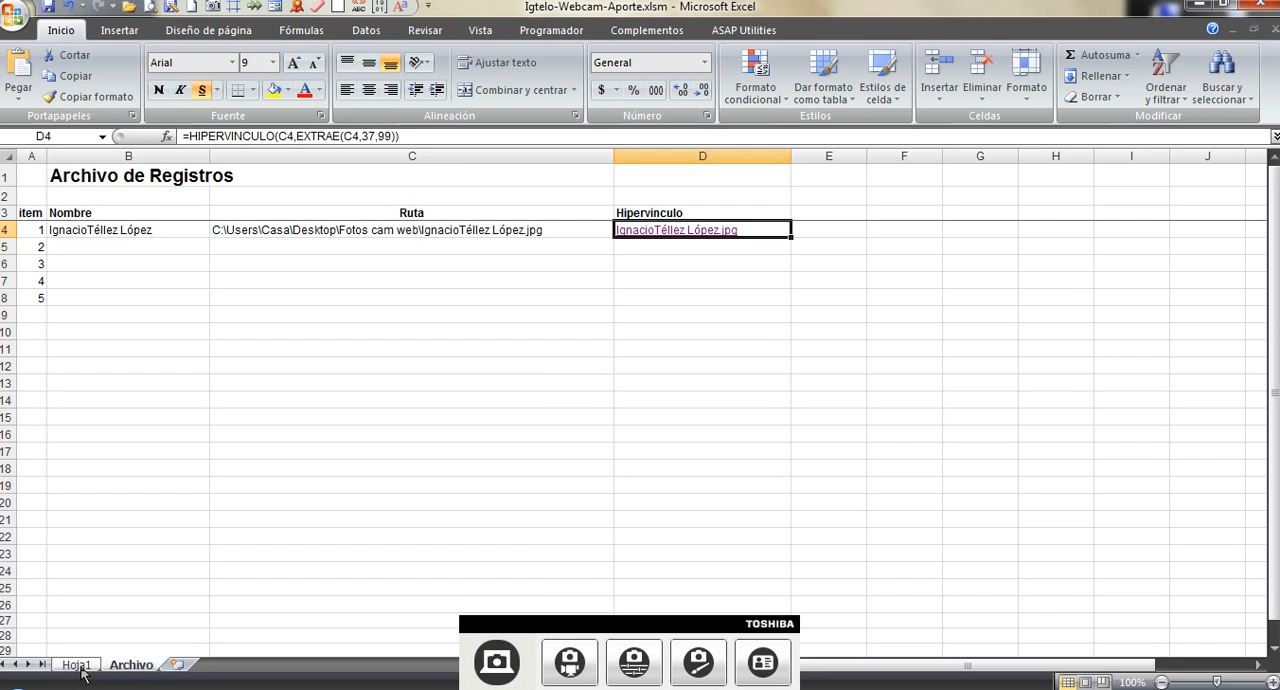 Igtelo-Webcam-Aporte.xlsm - Microsoft Excel
Inicio Insertar Diseño de página Fórmulas Datos Revisar Vista Programador Complementos ASAP Utilities
Pegar
Cortar
Copiar
Copiar formato
Portapapeles
Arial 9
N K S
Fuente
Ajustar texto
Combinar y centrar
Alineación
General
$ % 000
Número
Formato condicional
Dar formato como tabla
Estilos de celda
Estilos
Insertar Eliminar Formato
Celdas
Σ Autosuma
Rellenar
Borrar
Ordenar y filtrar
Buscar y seleccionar
Modificar
D4 fx =HIPERVINCULO(C4,EXTRAE(C4,37,99))
A B C D E F G H I J
1 Archivo de Registros
2
3 item Nombre Ruta Hipervinculo
4 1 IgnacioTéllez López C:\Users\Casa\Desktop\Fotos cam web\IgnacioTéllez López.jpg IgnacioTéllez López.jpg
5 2
6 3
7 4
8 5
9
10
11
12
13
14
15
16
17
18
19
20
21
22
23
24
25
26
27
28
29
TOSHIBA
Hoja1 Archivo
100%